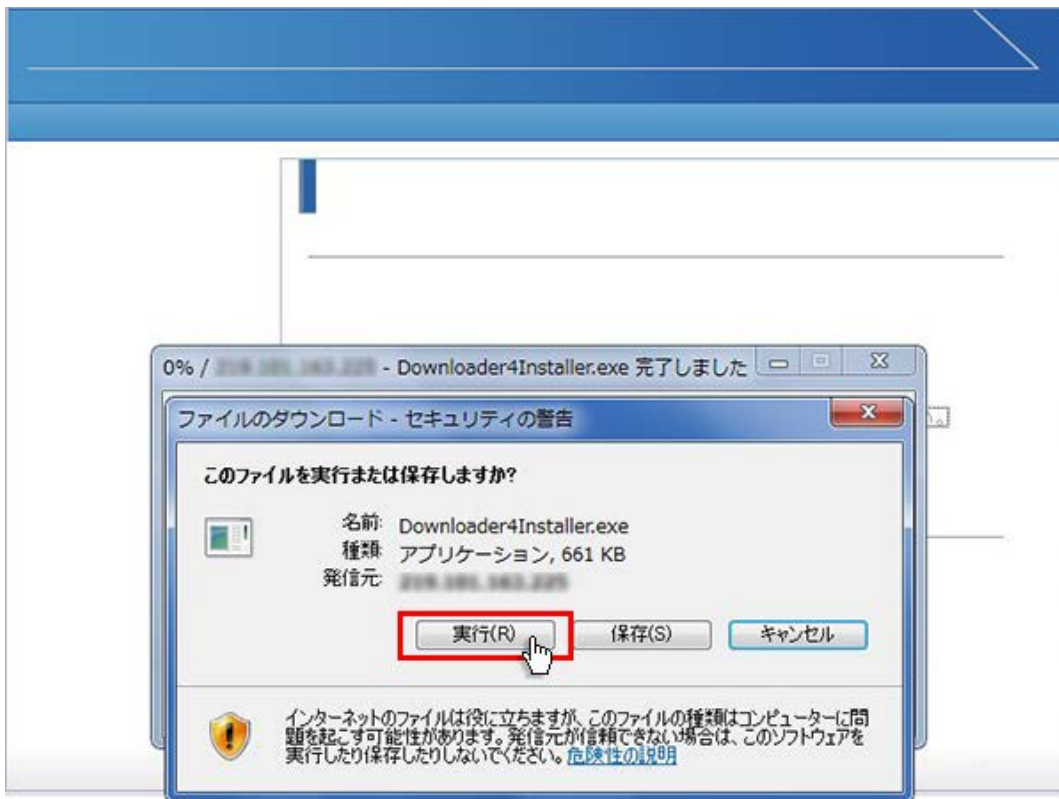 0% / - Downloader4Installer.exe 完了しました
ファイルのダウンロード - セキュリティの警告
このファイルを実行または保存しますか?
名前: Downloader4Installer.exe
種類: アプリケーション, 661 KB
発信元:
実行(R) 保存(S) キャンセル
インターネットのファイルは役に立ちますが、このファイルの種類はコンピューターに問
題を起こす可能性があります。発信元が信頼できない場合は、このソフトウェアを
実行したり保存したりしないでください。危険性の説明